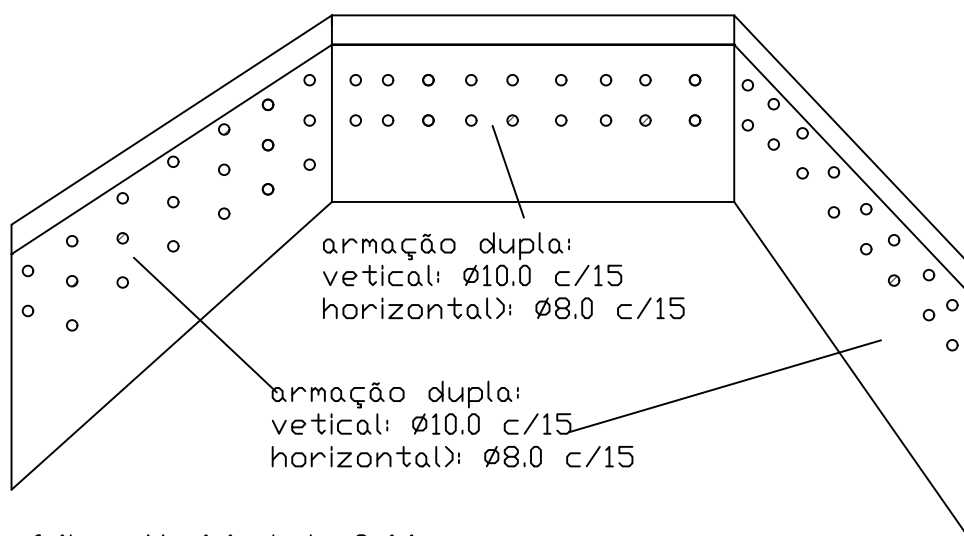 armação dupla:
vetical: Ø10.0 c/15
horizontal): Ø8.0 c/15
armação dupla:
vetical: Ø10.0 c/15
horizontal): Ø8.0 c/15